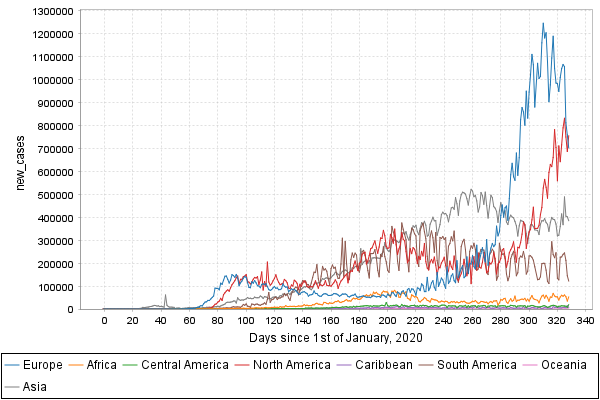 1300000
1200000
1100000
1000000
900000
800000
700000
600000
500000
400000
300000
200000
100000
0
new_cases
0 20 40 60 80 100 120 140 160 180 200 220 240 260 280 300 320 340
Days since 1st of January, 2020
Europe Africa Central America North America Caribbean South America Oceania
Asia